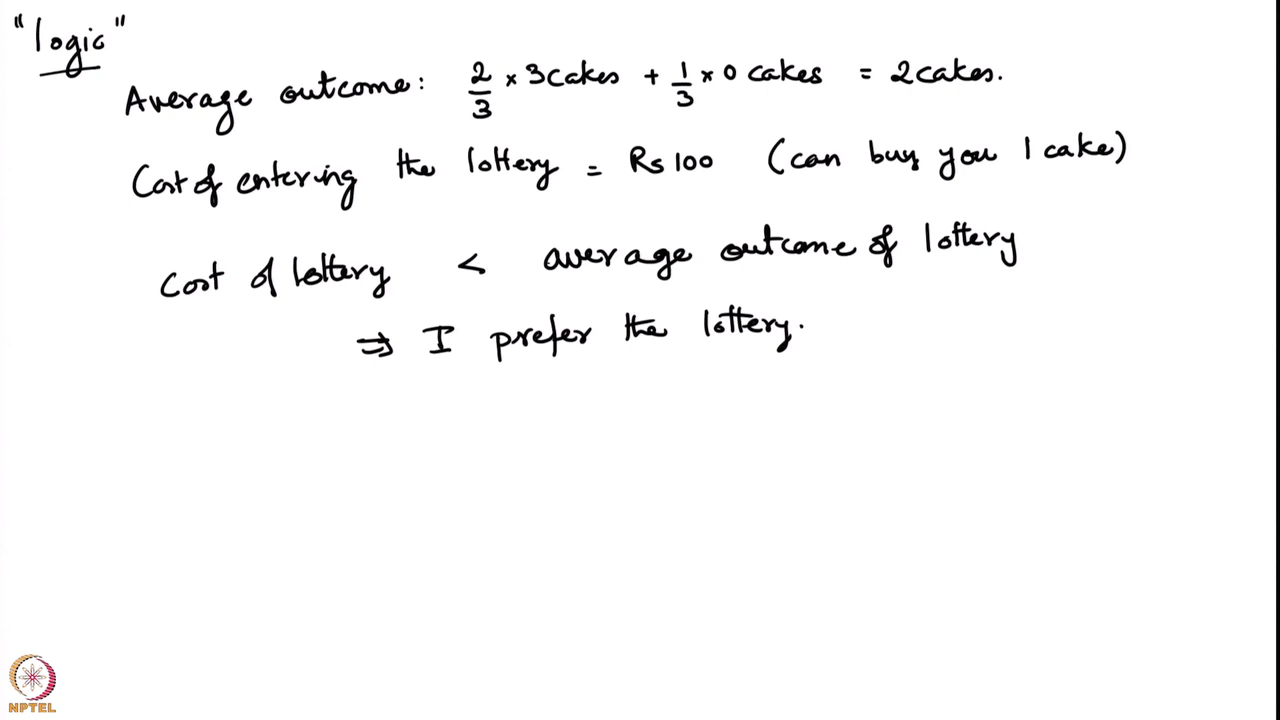 "logic"
Average outcome: 2/3 × 3 cakes + 1/3 × 0 cakes = 2 cakes.
Cost of entering the lottery = Rs 100 (can buy you 1 cake)
Cost of lottery < average outcome of lottery
⇒ I prefer the lottery.
NPTEL